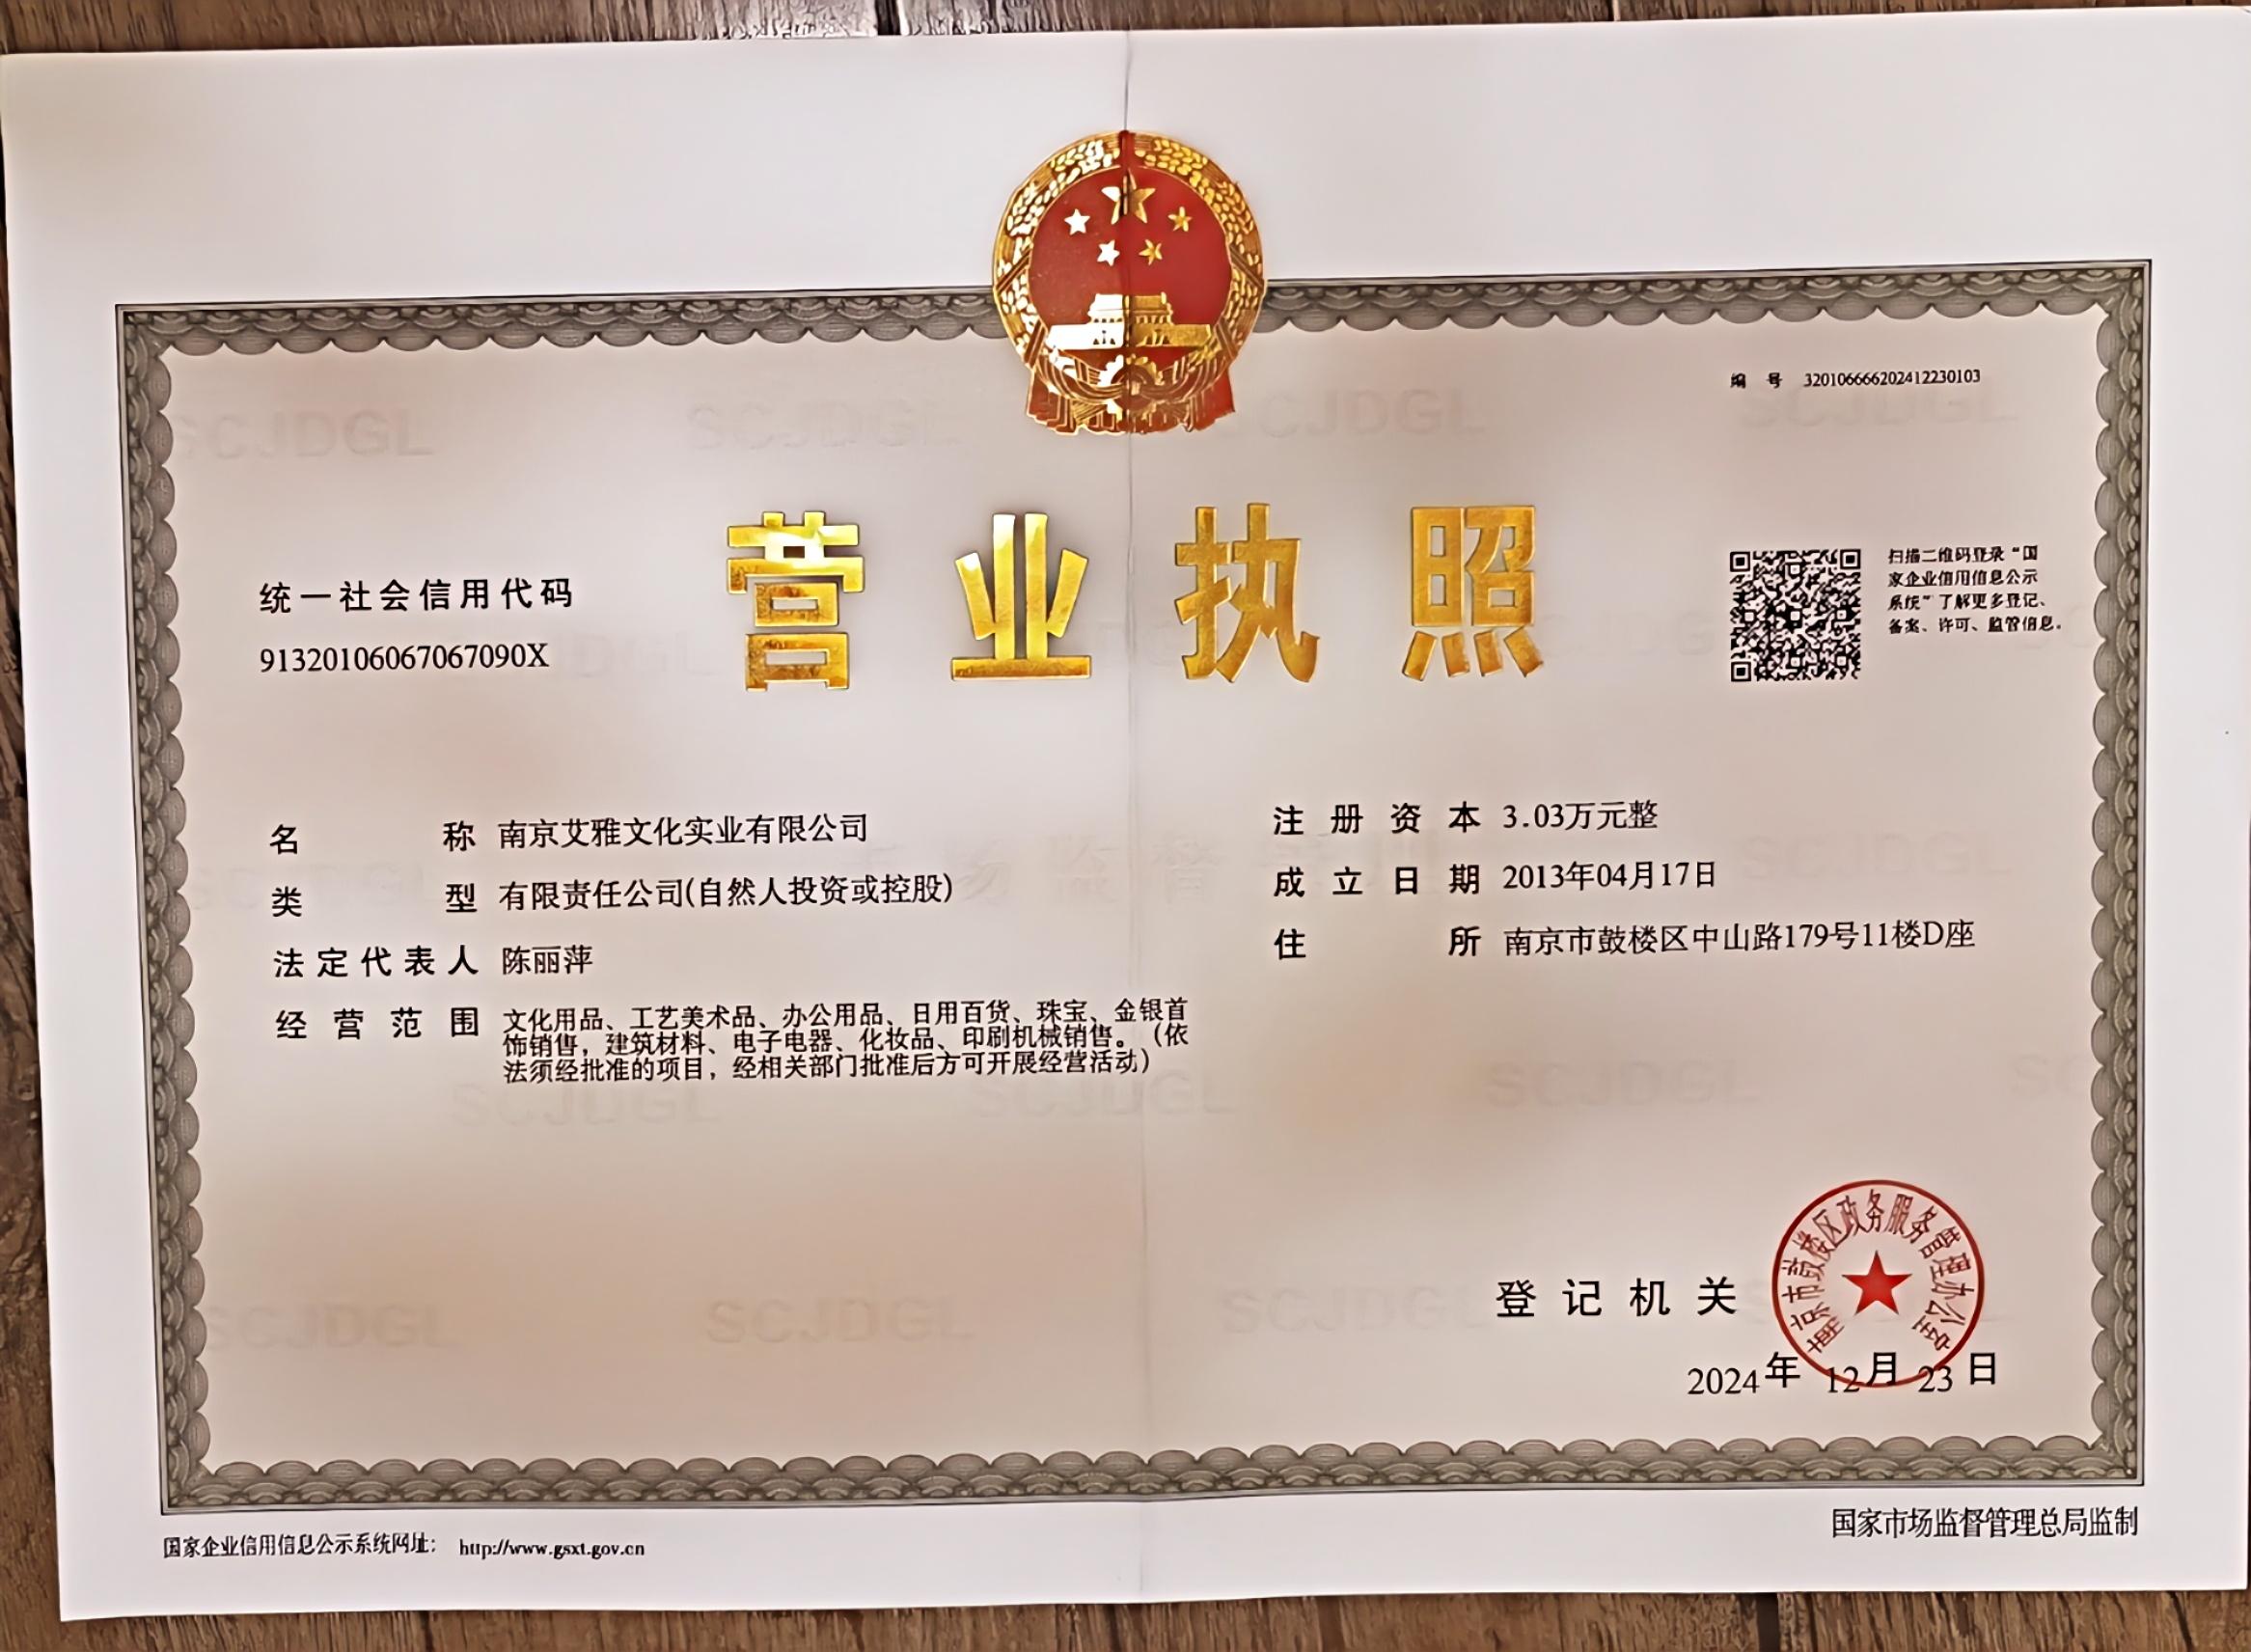 编 号 320106666202412230103
营业执照
统一社会信用代码
91320106067067090X
扫描二维码登录“国
家企业信用信息公示
系统”了解更多登记、
备案、许可、监管信息。
名 称 南京艾雅文化实业有限公司
类 型 有限责任公司(自然人投资或控股)
法定代表人 陈丽萍
经营范围 文化用品、工艺美术品、办公用品、日用百货、珠宝、金银首
饰销售，建筑材料、电子电器、化妆品、印刷机械销售。（依
法须经批准的项目，经相关部门批准后方可开展经营活动）
注册资本 3.03万元整
成立日期 2013年04月17日
住 所 南京市鼓楼区中山路179号11楼D座
登记机关
南京市鼓楼区政务服务管理办公室
2024年 12月 23日
国家企业信用信息公示系统网址： http://www.gsxt.gov.cn
国家市场监督管理总局监制